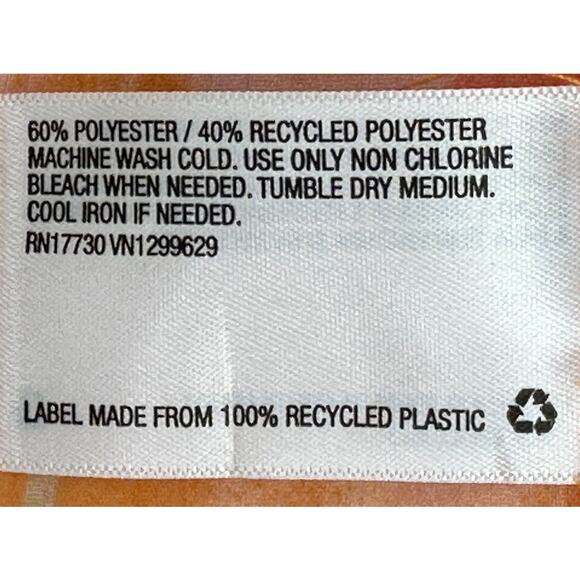 60% POLYESTER / 40% RECYCLED POLYESTER
MACHINE WASH COLD. USE ONLY NON CHLORINE
BLEACH WHEN NEEDED. TUMBLE DRY MEDIUM.
COOL IRON IF NEEDED.
RN17730 VN1299629
LABEL MADE FROM 100% RECYCLED PLASTIC